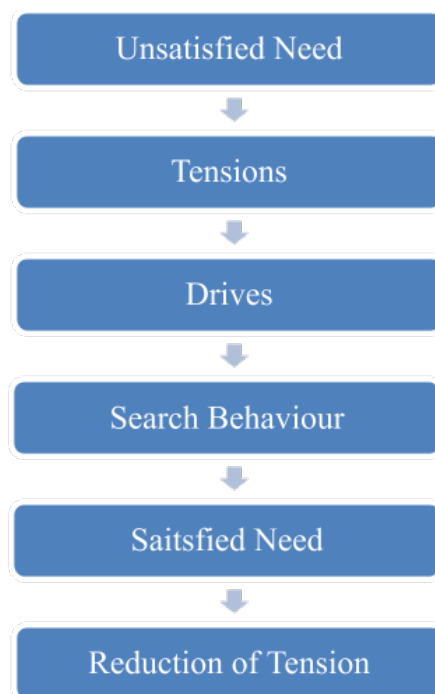 Unsatisfied Need
Tensions
Drives
Search Behaviour
Saitsfied Need
Reduction of Tension